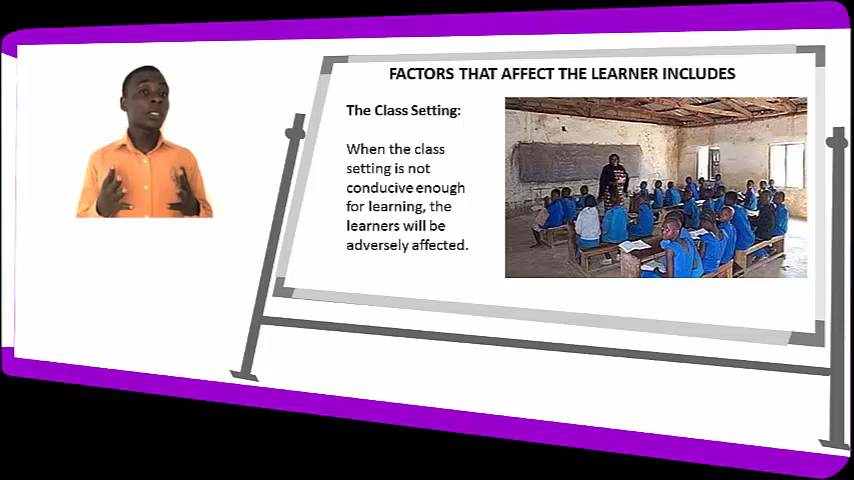 FACTORS THAT AFFECT THE LEARNER INCLUDES
The Class Setting:
When the class
setting is not
conducive enough
for learning, the
learners will be
adversely affected.